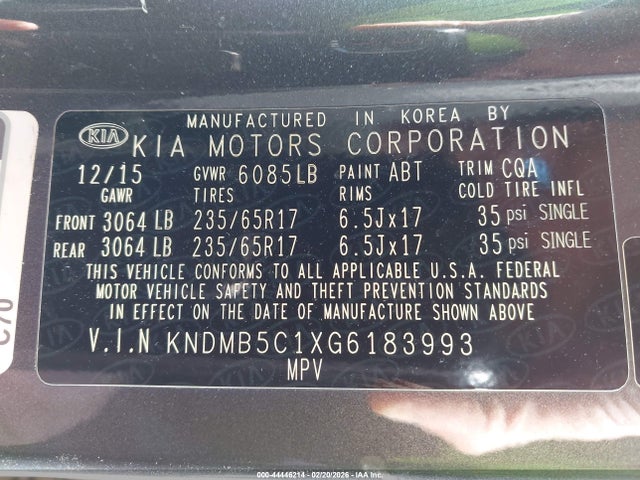 MANUFACTURED IN KOREA BY
KIA KIA MOTORS CORPORATION
12/15 GVWR 6085LB PAINT ABT TRIM CQA
GAWR TIRES RIMS COLD TIRE INFL
FRONT 3064 LB 235/65R17 6.5Jx17 35 psi SINGLE
REAR 3064 LB 235/65R17 6.5Jx17 35 psi SINGLE
THIS VEHICLE CONFORMS TO ALL APPLICABLE U.S.A. FEDERAL
MOTOR VEHICLE SAFETY AND THEFT PREVENTION STANDARDS
IN EFFECT ON THE DATE OF MANUFACTURE SHOWN ABOVE
V.I.N KNDMB5C1XG6183993
MPV
C70
000-44446214 - 02/20/2026 - IAAI.COM